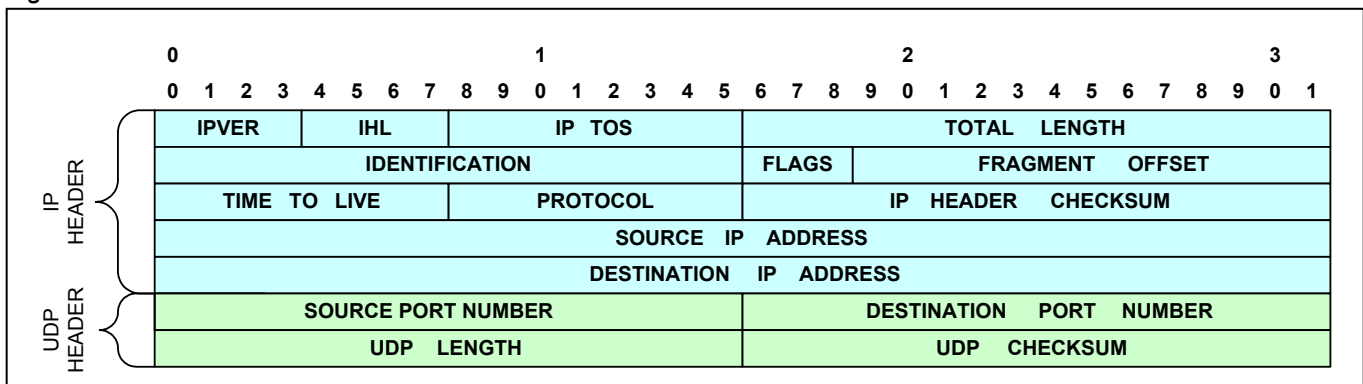 0 1 2 3
0 1 2 3 4 5 6 7 8 9 0 1 2 3 4 5 6 7 8 9 0 1 2 3 4 5 6 7 8 9 0 1
IP HEADER
IPVER IHL IP TOS TOTAL LENGTH
IDENTIFICATION FLAGS FRAGMENT OFFSET
TIME TO LIVE PROTOCOL IP HEADER CHECKSUM
SOURCE IP ADDRESS
DESTINATION IP ADDRESS
UDP HEADER
SOURCE PORT NUMBER DESTINATION PORT NUMBER
UDP LENGTH UDP CHECKSUM